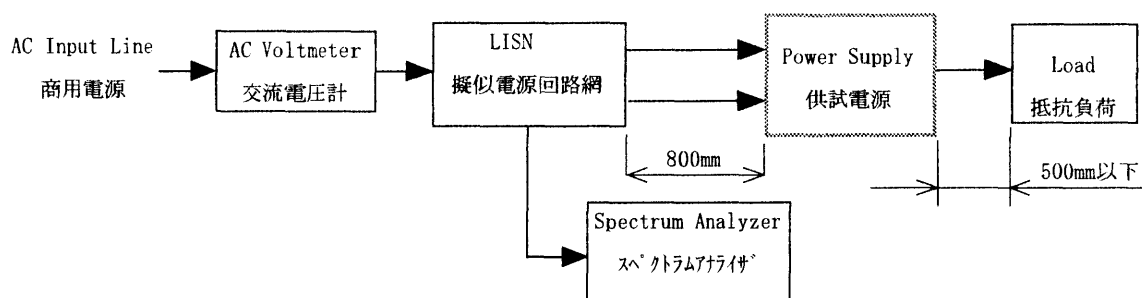 AC Input Line
商用電源
AC Voltmeter
交流電圧計
LISN
擬似電源回路網
Power Supply
供試電源
Load
抵抗負荷
800mm
500mm以下
Spectrum Analyzer
ｽﾍﾟｸﾄﾗﾑｱﾅﾗｲｻﾞ